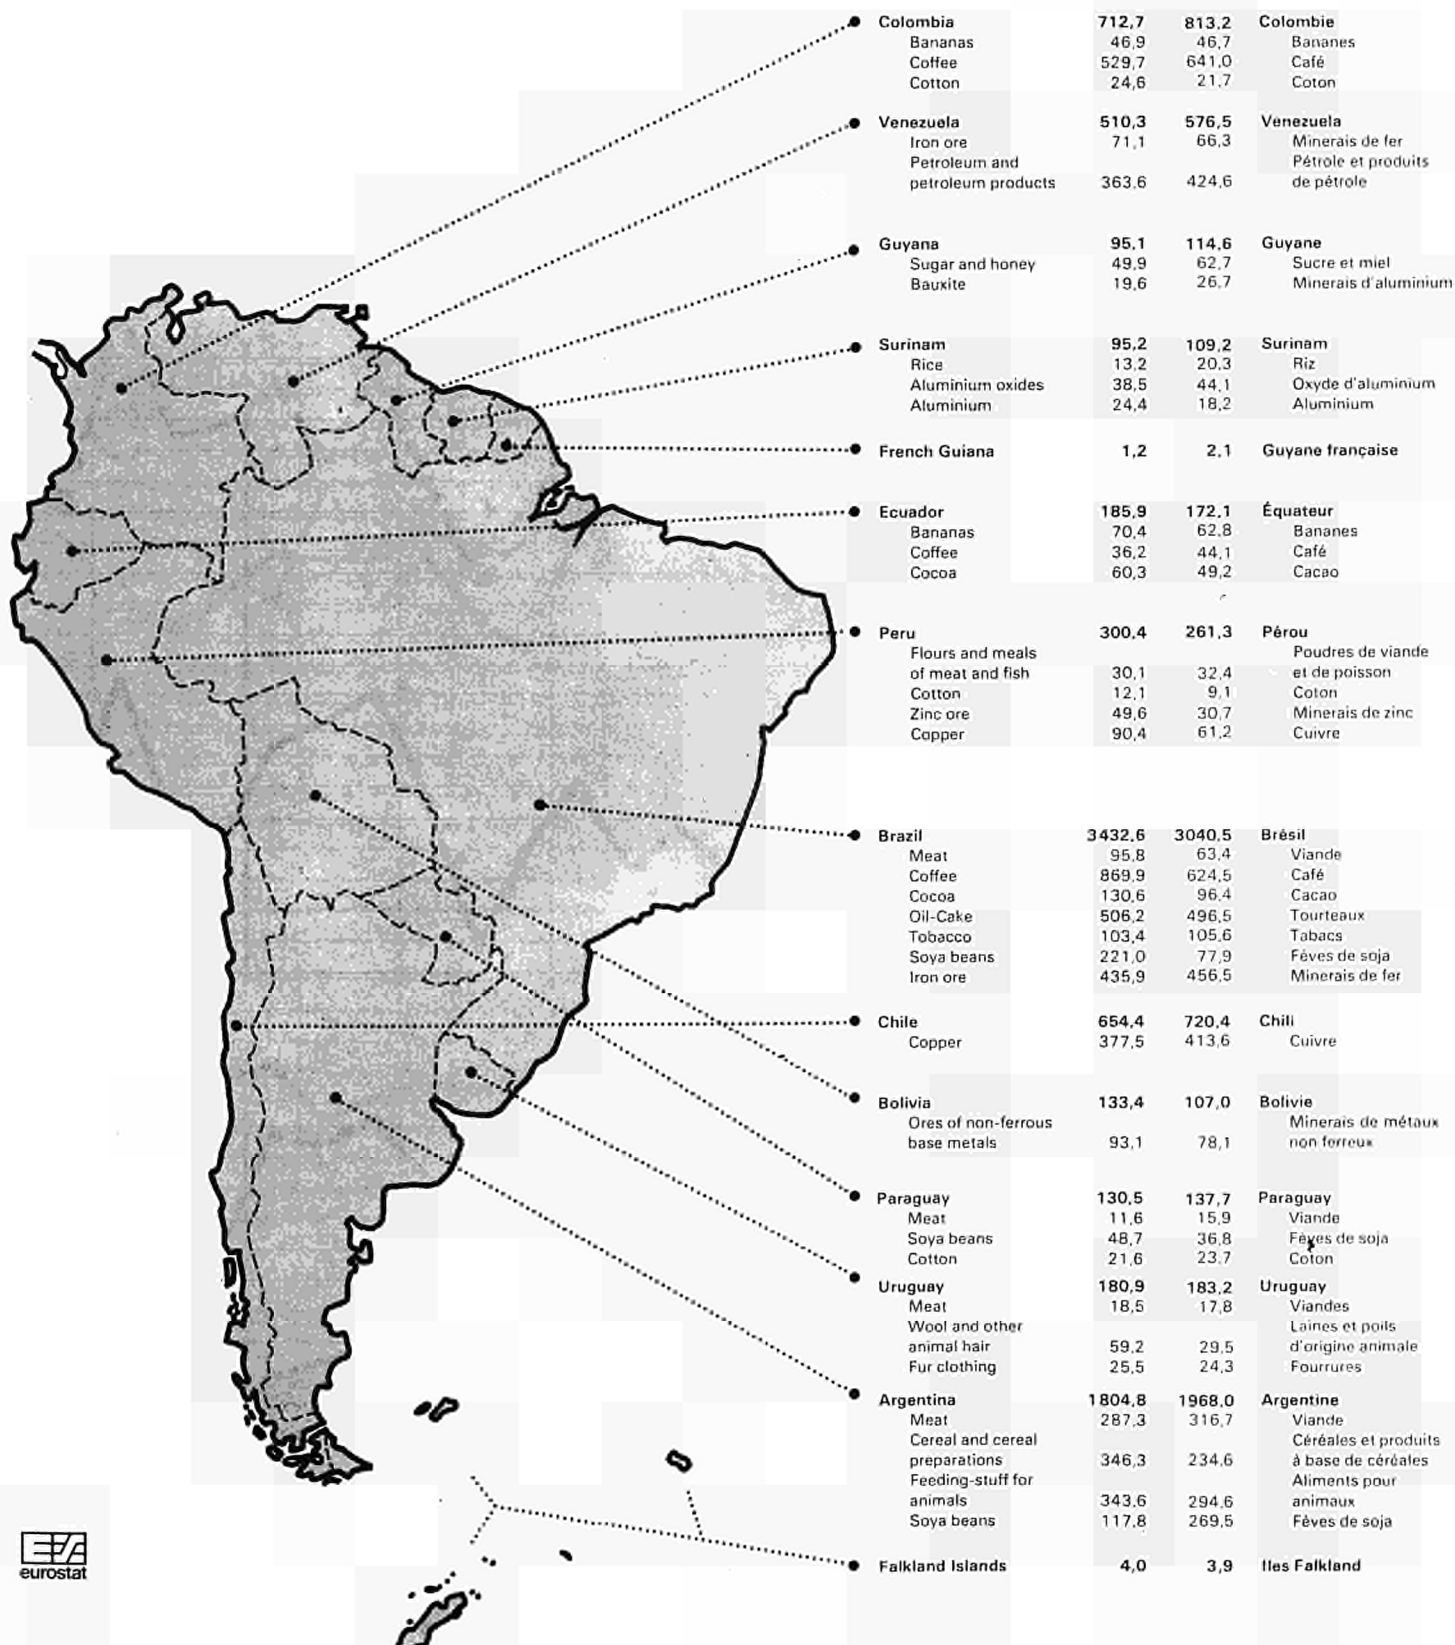 Colombia 712,7 813,2 Colombie
Bananas 46,9 46,7 Bananes
Coffee 529,7 641,0 Café
Cotton 24,6 21,7 Coton
Venezuela 510,3 576,5 Venezuela
Iron ore 71,1 66,3 Minerais de fer
Petroleum and Pétrole et produits
petroleum products 363,6 424,6 de pétrole
Guyana 95,1 114,6 Guyane
Sugar and honey 49,9 62,7 Sucre et miel
Bauxite 19,6 26,7 Minerais d'aluminium
Surinam 95,2 109,2 Surinam
Rice 13,2 20,3 Riz
Aluminium oxides 38,5 44,1 Oxyde d'aluminium
Aluminium 24,4 18,2 Aluminium
French Guiana 1,2 2,1 Guyane française
Ecuador 185,9 172,1 Équateur
Bananas 70,4 62,8 Bananes
Coffee 36,2 44,1 Café
Cocoa 60,3 49,2 Cacao
Peru 300,4 261,3 Pérou
Flours and meals Poudres de viande
of meat and fish 30,1 32,4 et de poisson
Cotton 12,1 9,1 Coton
Zinc ore 49,6 30,7 Minerais de zinc
Copper 90,4 61,2 Cuivre
Brazil 3432,6 3040,5 Brésil
Meat 95,8 63,4 Viande
Coffee 869,9 624,5 Café
Cocoa 130,6 96,4 Cacao
Oil-Cake 506,2 496,5 Tourteaux
Tobacco 103,4 105,6 Tabacs
Soya beans 221,0 77,9 Fèves de soja
Iron ore 435,9 456,5 Minerais de fer
Chile 654,4 720,4 Chili
Copper 377,5 413,6 Cuivre
Bolivia 133,4 107,0 Bolivie
Ores of non-ferrous Minerais de métaux
base metals 93,1 78,1 non ferreux
Paraguay 130,5 137,7 Paraguay
Meat 11,6 15,9 Viande
Soya beans 48,7 36,8 Fèves de soja
Cotton 21,6 23,7 Coton
Uruguay 180,9 183,2 Uruguay
Meat 18,5 17,8 Viandes
Wool and other Laines et poils
animal hair 59,2 29,5 d'origine animale
Fur clothing 25,5 24,3 Fourrures
Argentina 1804,8 1968,0 Argentine
Meat 287,3 316,7 Viande
Cereal and cereal Céréales et produits
preparations 346,3 234,6 à base de céréales
Feeding-stuff for Aliments pour
animals 343,6 294,6 animaux
Soya beans 117,8 269,5 Fèves de soja
Falkland Islands 4,0 3,9 Iles Falkland
eurostat